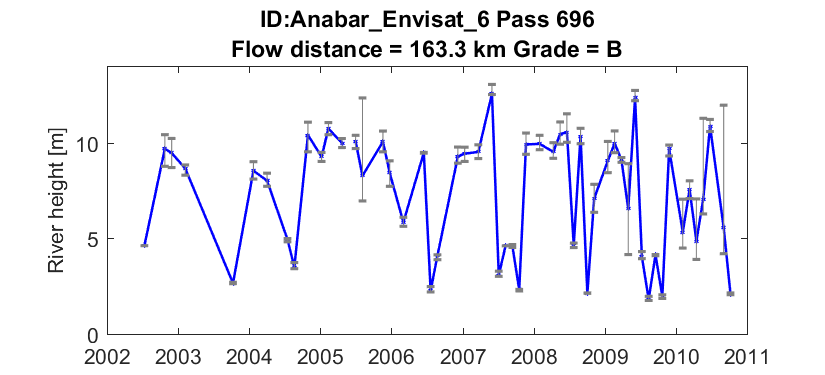 ID:Anabar_Envisat_6 Pass 696
Flow distance = 163.3 km Grade = B
River height [m]
10
5
0
2002 2003 2004 2005 2006 2007 2008 2009 2010 2011